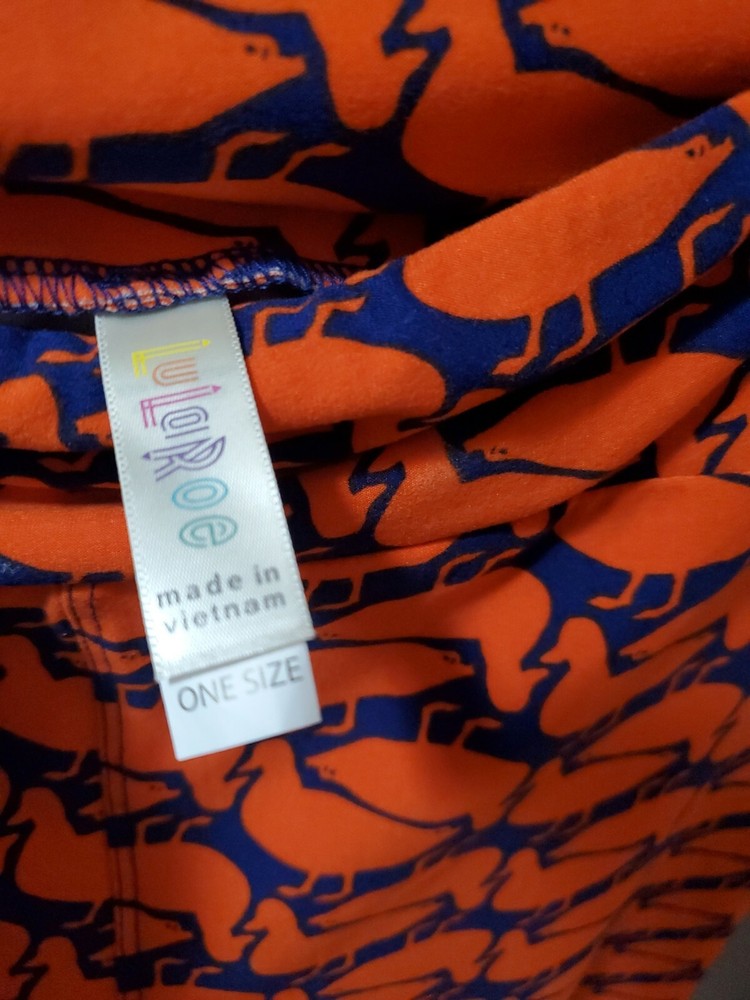 LuLaRoe
made in
vietnam
ONE SIZE